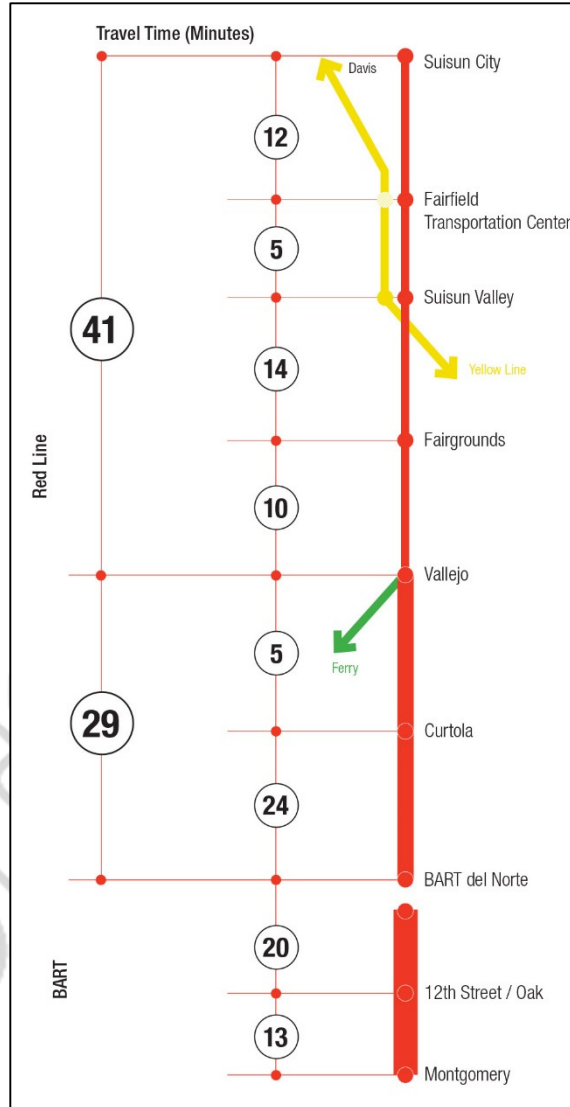 Travel Time (Minutes)
Davis
Suisun City
12
Fairfield
Transportation Center
5
Suisun Valley
41
14
Yellow Line
Fairgrounds
Red Line
10
Vallejo
5
Ferry
29
Curtola
24
BART del Norte
20
BART
12th Street / Oak
13
Montgomery